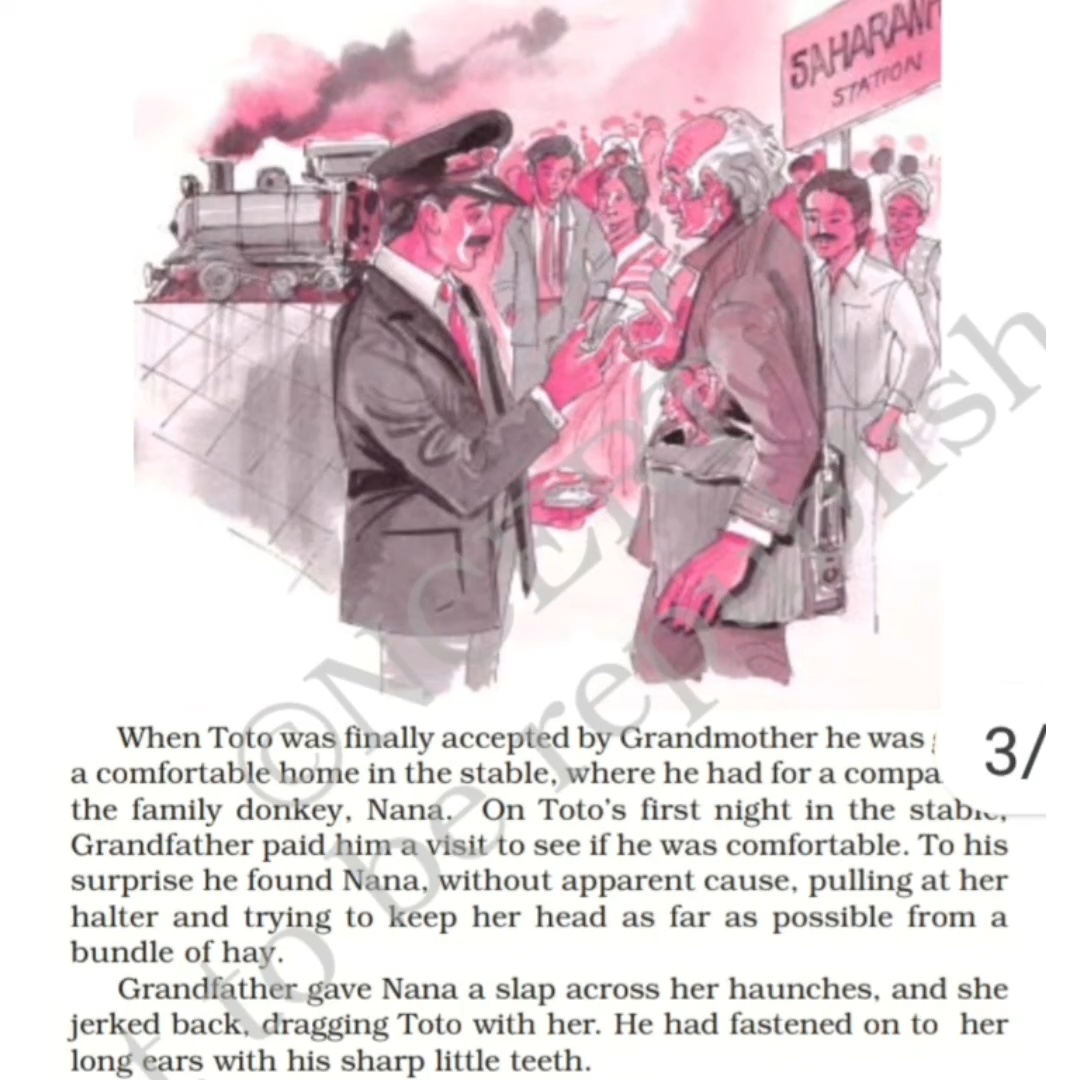 SAHARAN
STATION
When Toto was finally accepted by Grandmother he was
a comfortable home in the stable, where he had for a compa
the family donkey, Nana. On Toto's first night in the stable,
Grandfather paid him a visit to see if he was comfortable. To his
surprise he found Nana, without apparent cause, pulling at her
halter and trying to keep her head as far as possible from a
bundle of hay.
Grandfather gave Nana a slap across her haunches, and she
jerked back, dragging Toto with her. He had fastened on to her
long ears with his sharp little teeth.
3/
©NCERT
not to be republish